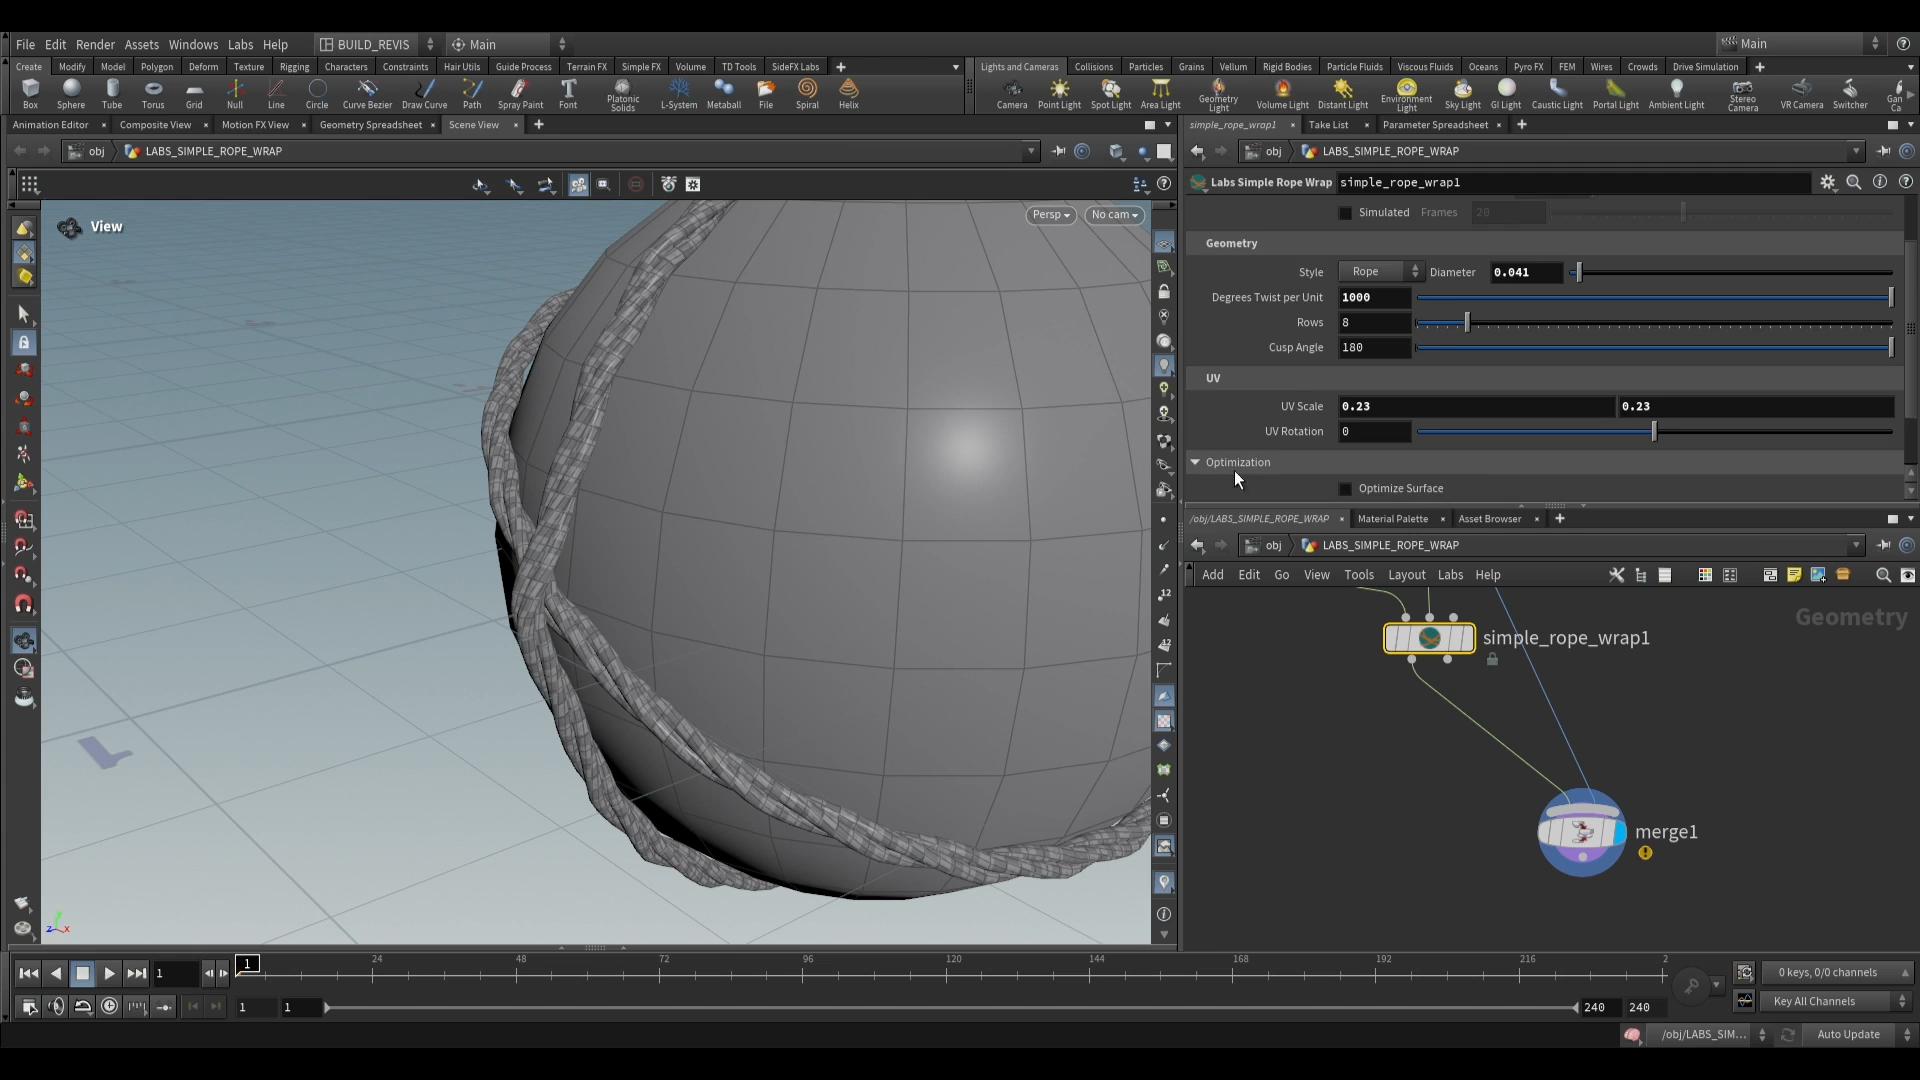 File Edit Render Assets Windows Labs Help BUILD_REVIS Main Main
Create Modify Model Polygon Deform Texture Rigging Characters Constraints Hair Utils Guide Process Terrain FX Simple FX Volume TD Tools SideFX Labs
Lights and Cameras Collisions Particles Grains Vellum Rigid Bodies Particle Fluids Viscous Fluids Oceans Pyro FX FEM Wires Crowds Drive Simulation
Box Sphere Tube Torus Grid Null Line Circle Curve Bezier Draw Curve Path Spray Paint Font Platonic Solids L-System Metaball File Spiral Helix
Camera Point Light Spot Light Area Light Geometry Light Volume Light Distant Light Environment Light Sky Light GI Light Caustic Light Portal Light Ambient Light Stereo Camera VR Camera Switcher Gan Ca
Animation Editor Composite View Motion FX View Geometry Spreadsheet Scene View
simple_rope_wrap1 Take List Parameter Spreadsheet
obj LABS_SIMPLE_ROPE_WRAP
obj LABS_SIMPLE_ROPE_WRAP
Labs Simple Rope Wrap simple_rope_wrap1
View Persp No cam
Simulated Frames 20
Geometry
Style Rope Diameter 0.041
Degrees Twist per Unit 1000
Rows 8
Cusp Angle 180
UV
UV Scale 0.23 0.23
UV Rotation 0
Optimization
Optimize Surface
/obj/LABS_SIMPLE_ROPE_WRAP Material Palette Asset Browser
obj LABS_SIMPLE_ROPE_WRAP
Add Edit Go View Tools Layout Labs Help
Geometry
simple_rope_wrap1
merge1
z y x
1 1 24 48 72 96 120 144 168 192 216 2
0 keys, 0/0 channels
1 1 240 240
Key All Channels
/obj/LABS_SIM... Auto Update